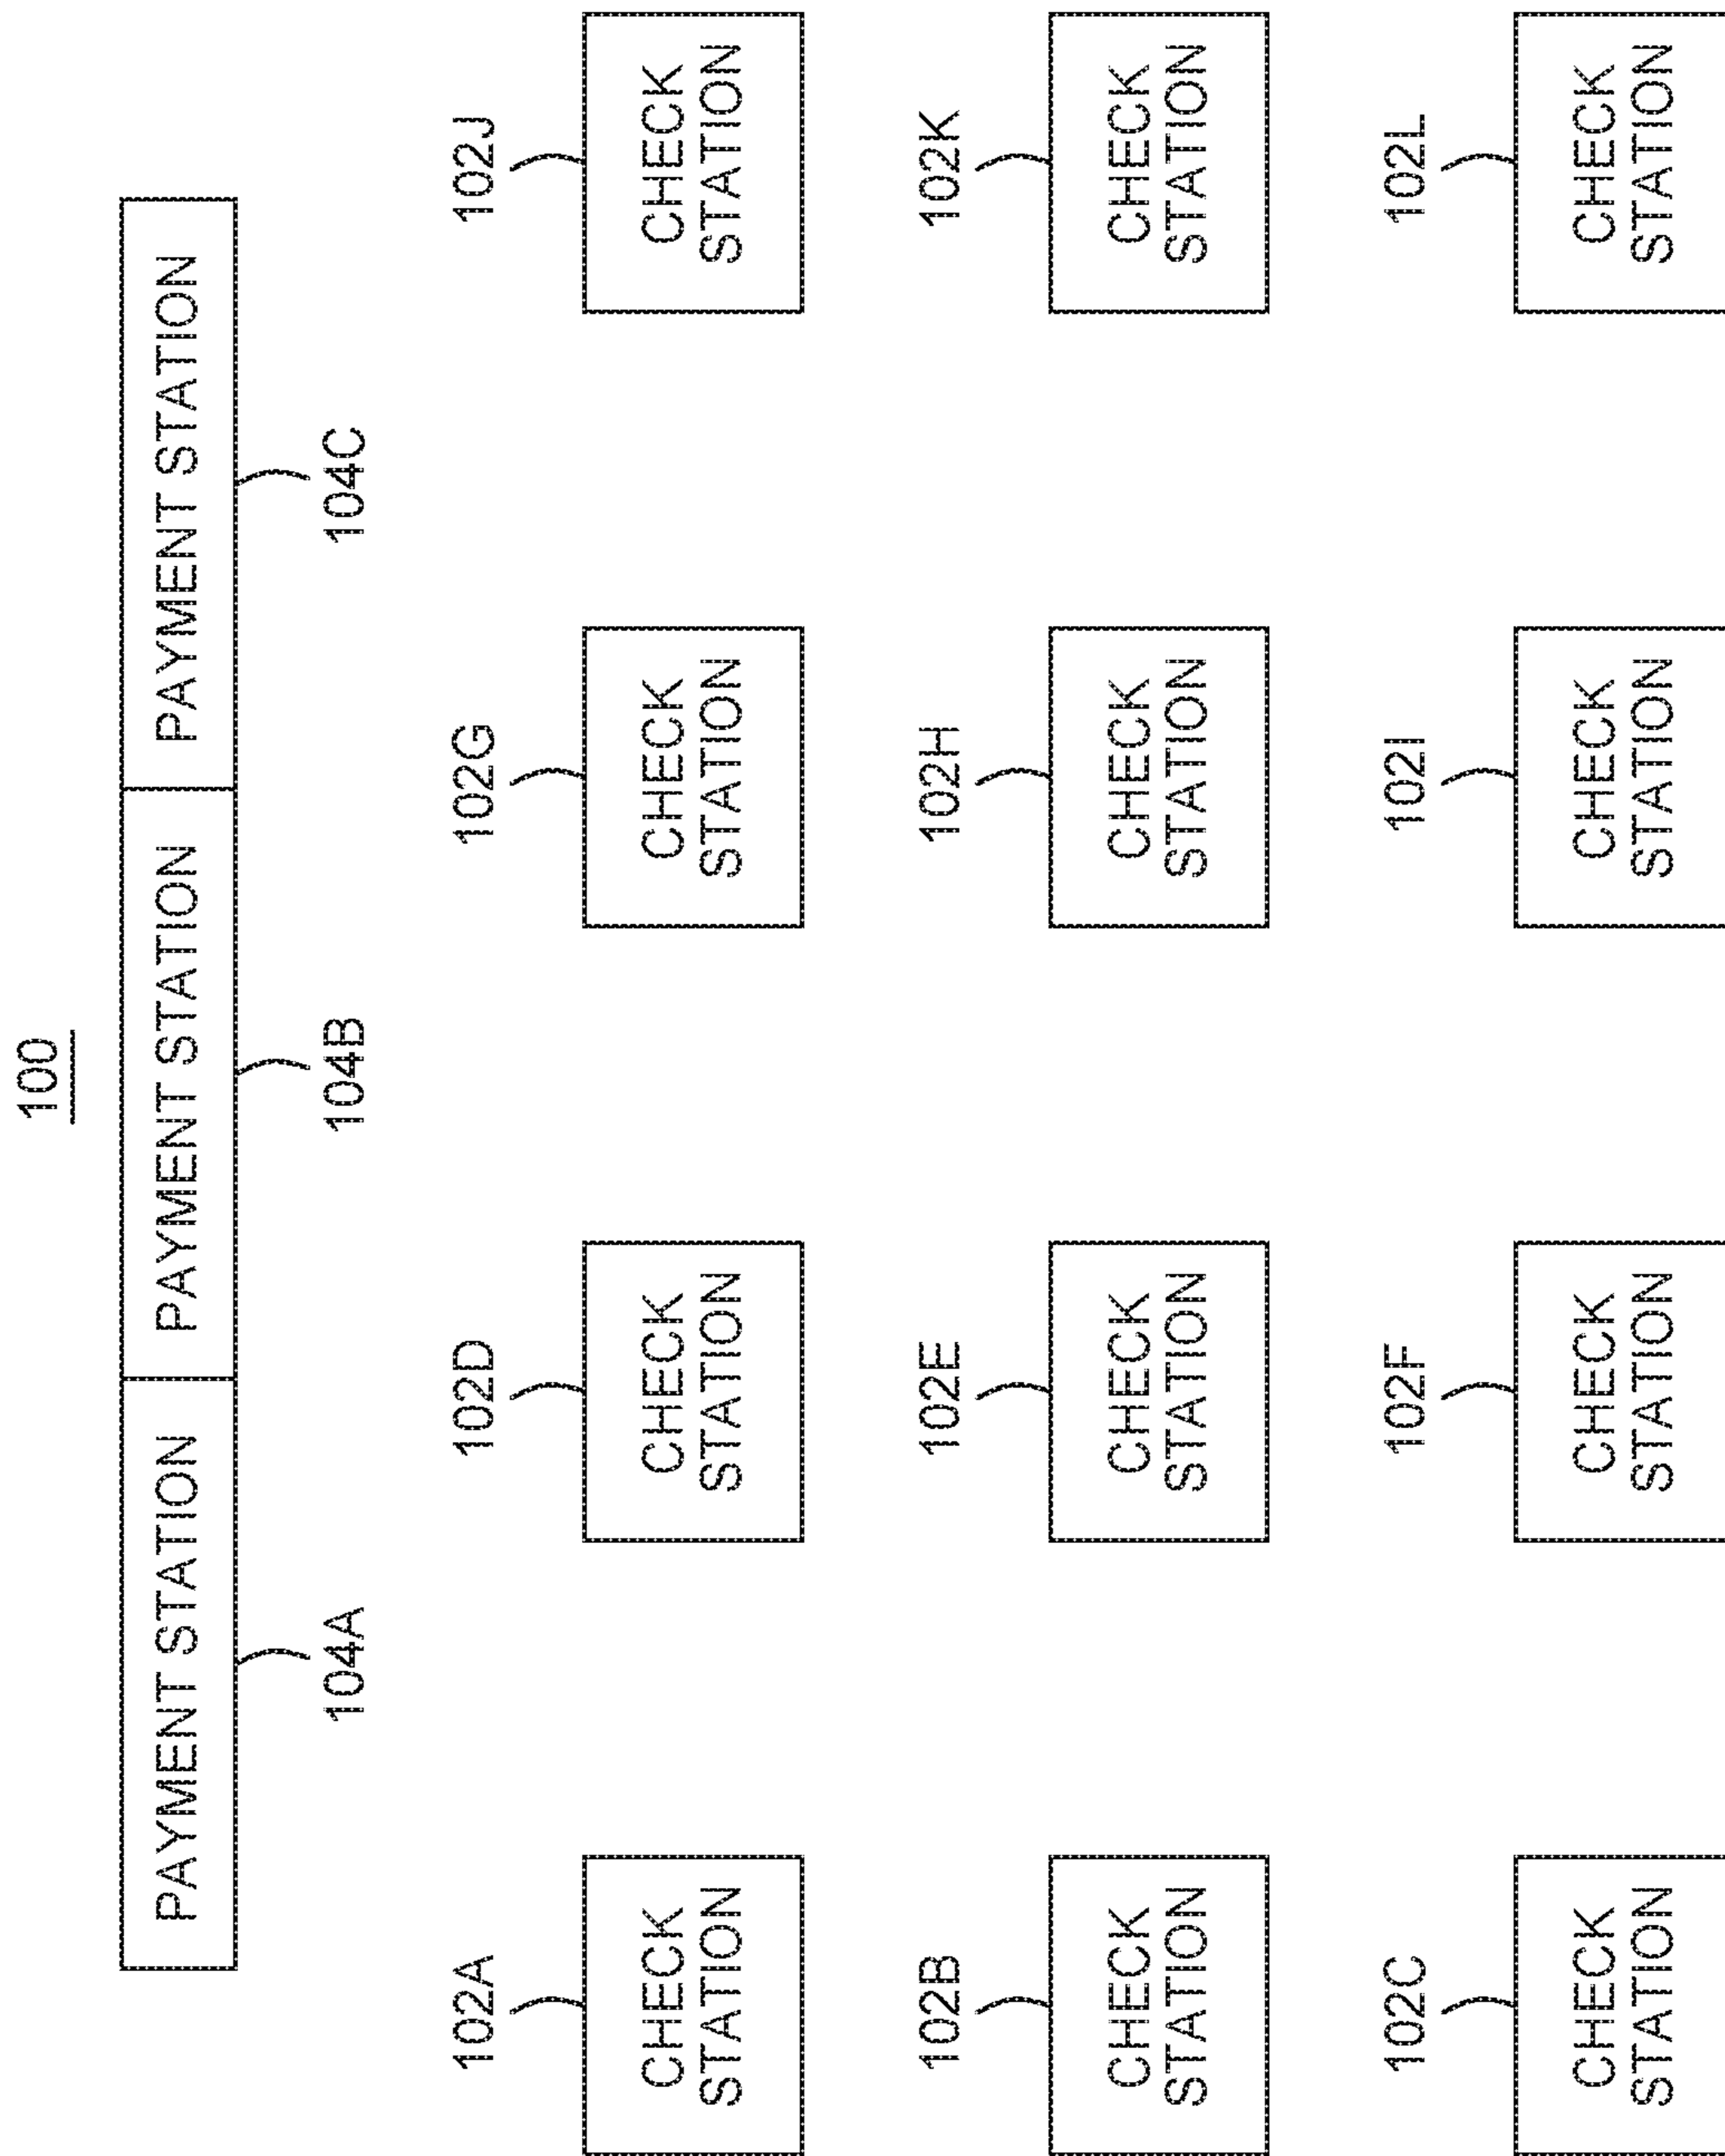 100
PAYMENT STATION
PAYMENT STATION
PAYMENT STATION
104A
104B
104C
102A
102D
102G
102J
CHECK
STATION
CHECK
STATION
CHECK
STATION
CHECK
STATION
102B
102E
102H
102K
CHECK
STATION
CHECK
STATION
CHECK
STATION
CHECK
STATION
102C
102F
102I
102L
CHECK
STATION
CHECK
STATION
CHECK
STATION
CHECK
STATION